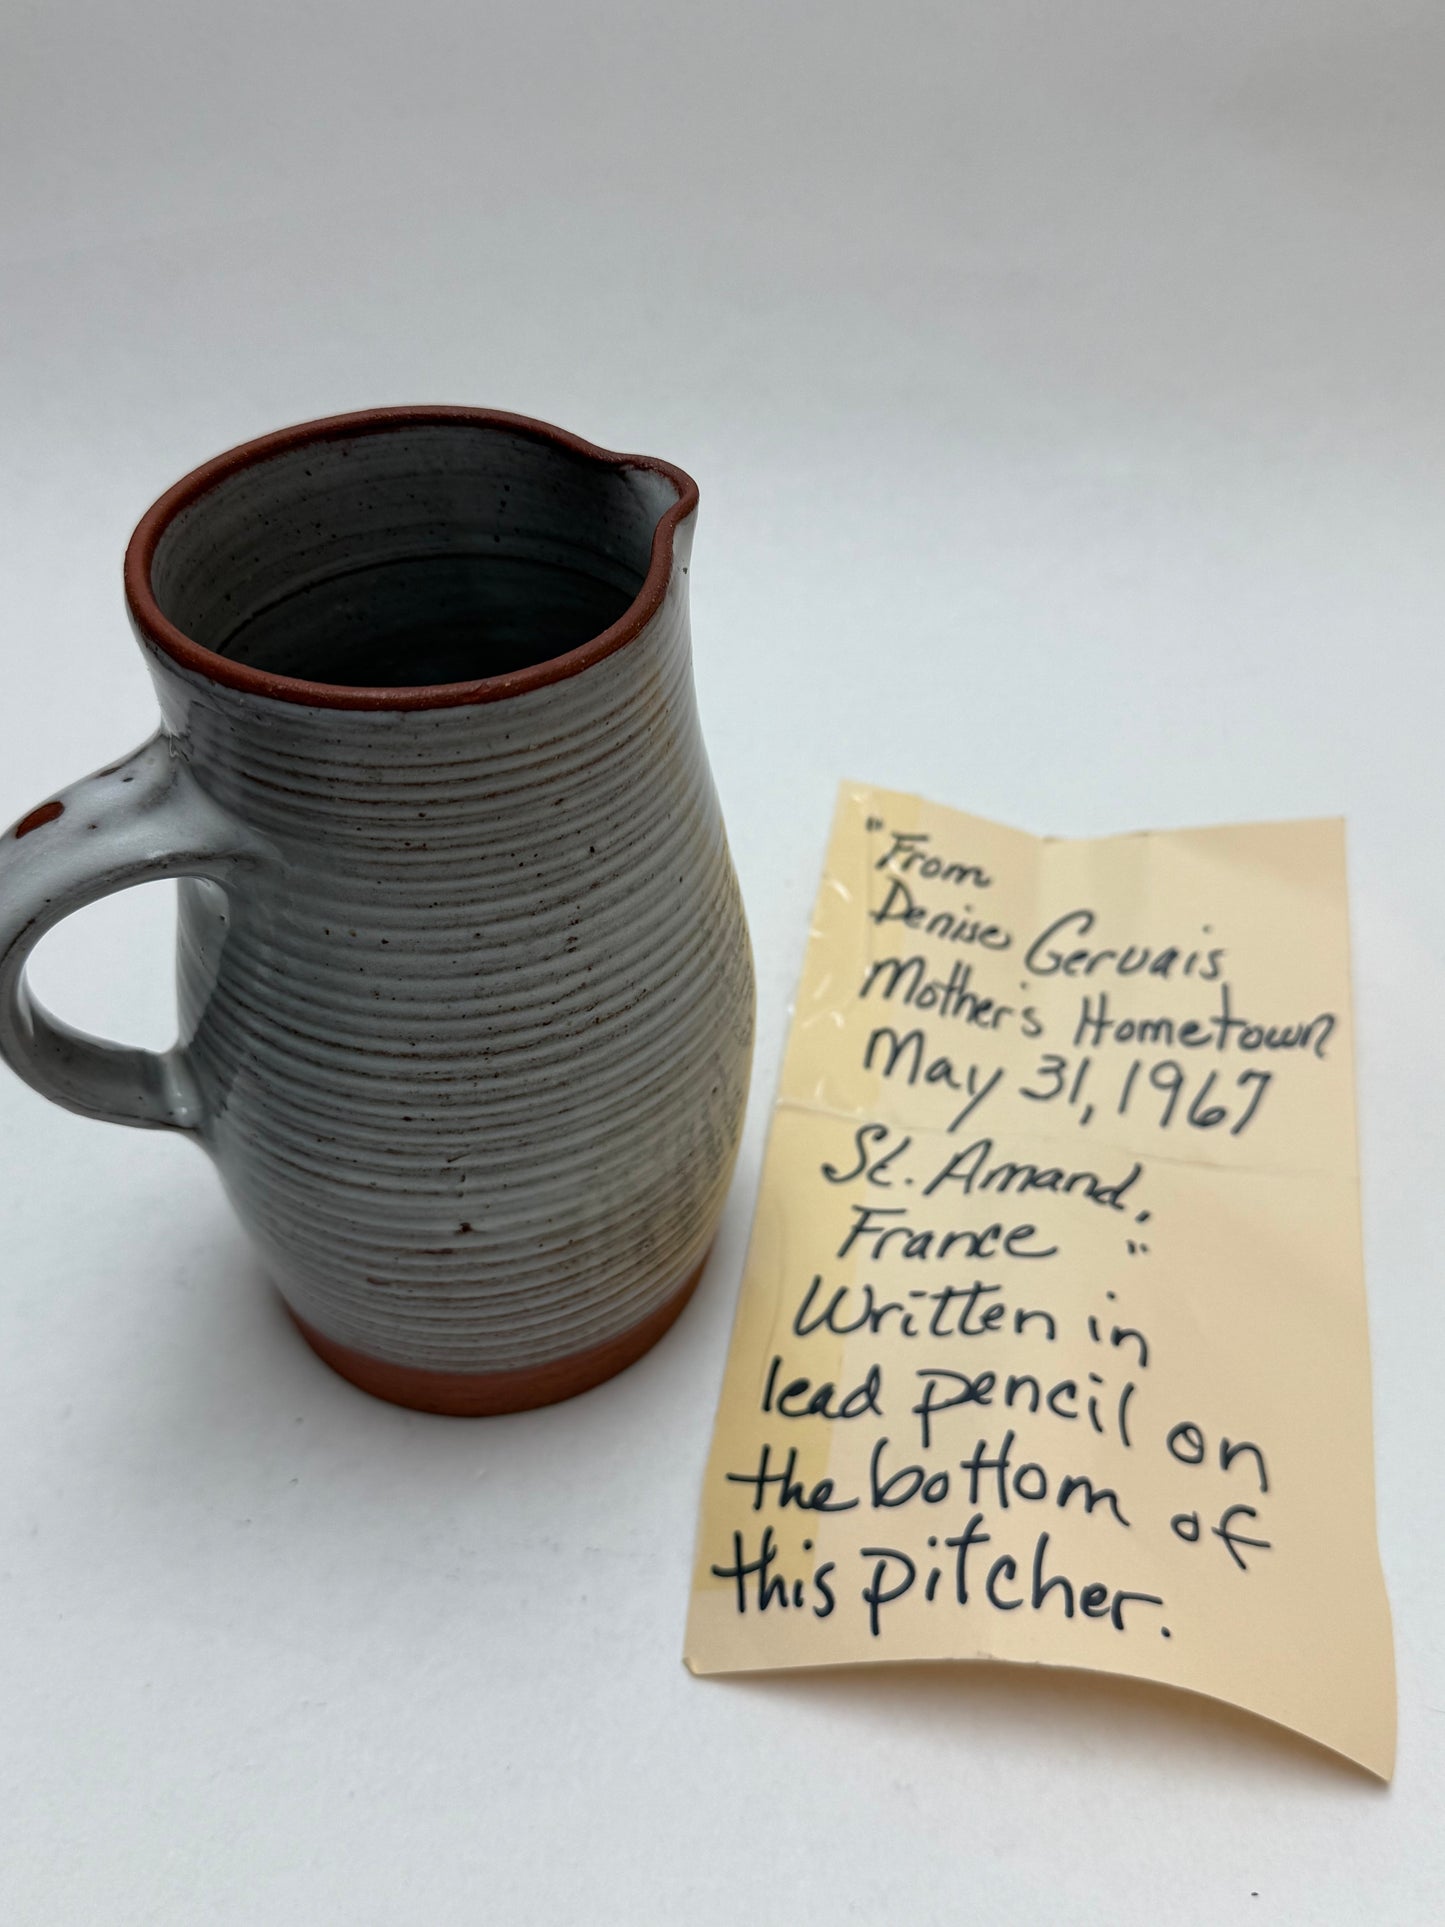 "From
Denise Gervais
Mother's Hometown
May 31, 1967
St. Amand,
France "
Written in
lead pencil on
the bottom of
this pitcher.